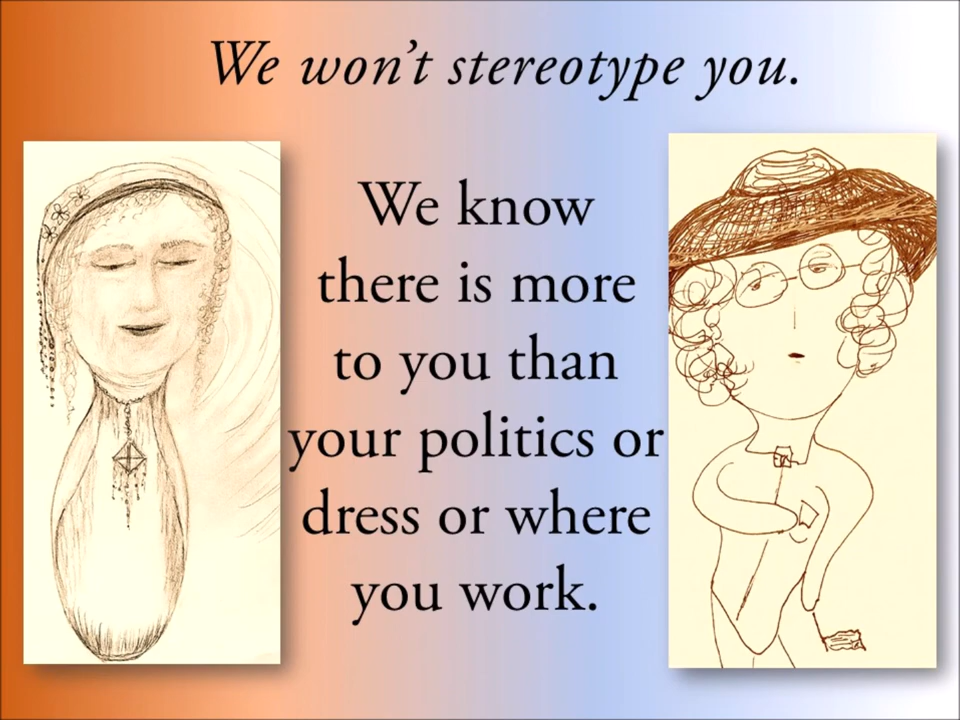 We won’t stereotype you.
We know
there is more
to you than
your politics or
dress or where
you work.